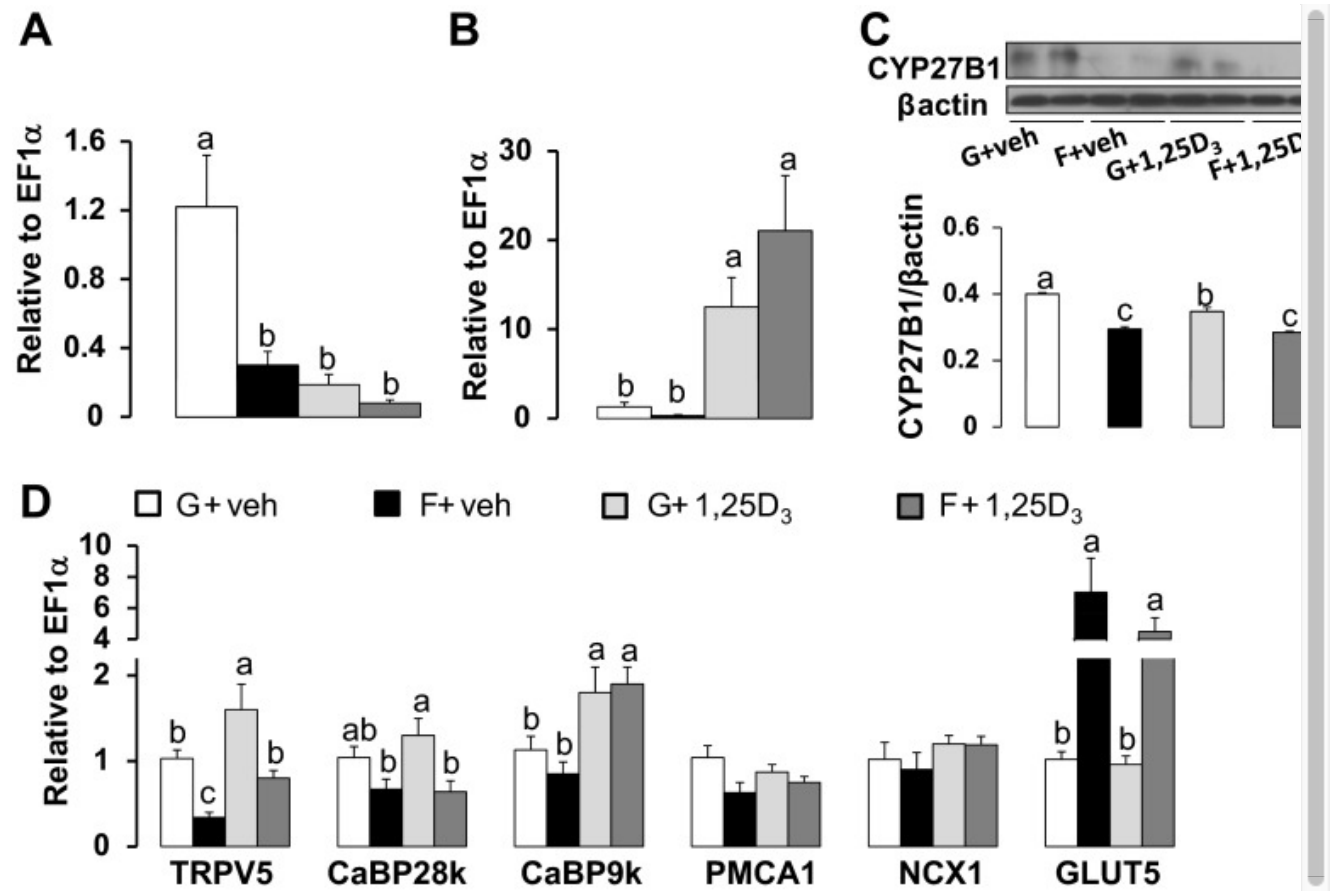 A
Relative to EF1α
1.6
1.2
0.8
0.4
0
a
b
b
b
B
Relative to EF1α
30
20
10
0
b
b
a
a
C
CYP27B1
βactin
G+veh
F+veh
G+1,25D₃
F+1,25D
CYP27B1/βactin
0.6
0.4
0.2
0
a
c
b
c
D
G+veh
F+veh
G+ 1,25D₃
F+ 1,25D₃
Relative to EF1α
10
8
6
4
2
1
0
b
c
a
b
ab
b
a
b
b
b
a
a
b
a
b
a
TRPV5
CaBP28k
CaBP9k
PMCA1
NCX1
GLUT5